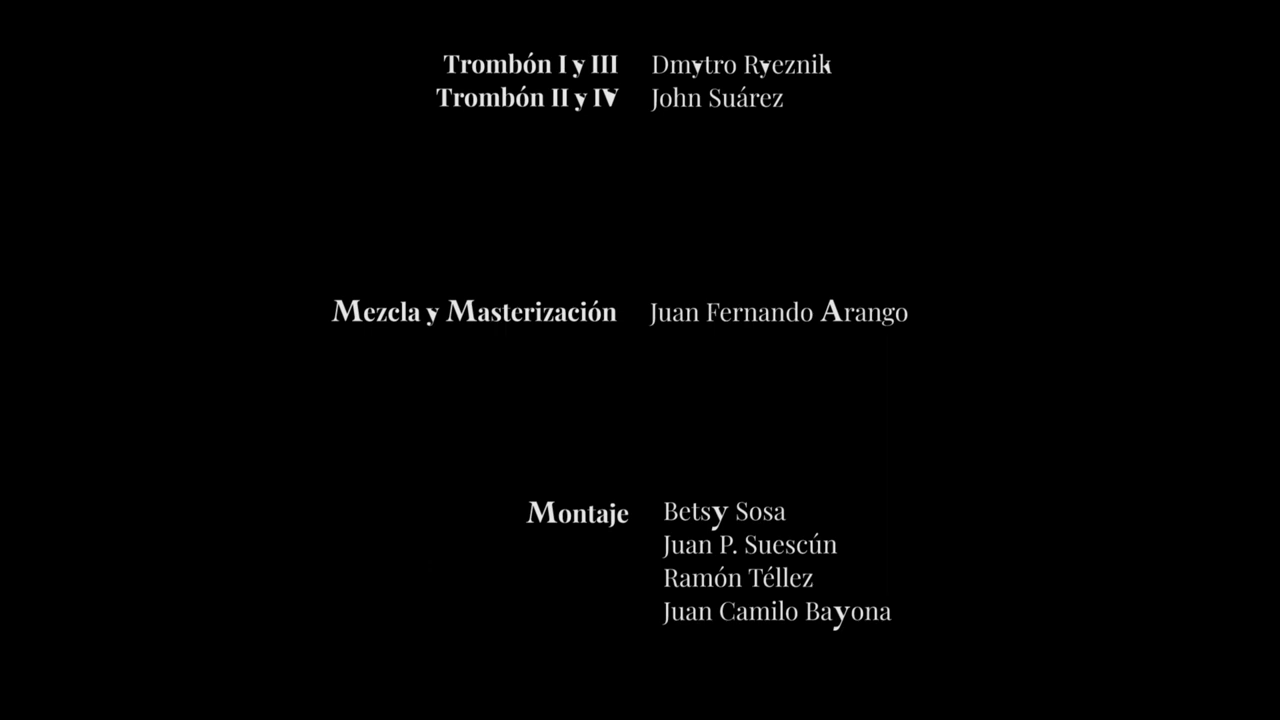 Trombón I y III Dmytro Ryeznik
Trombón II y IV John Suárez
Mezcla y Masterización Juan Fernando Arango
Montaje Betsy Sosa
Juan P. Suescún
Ramón Téllez
Juan Camilo Bayona